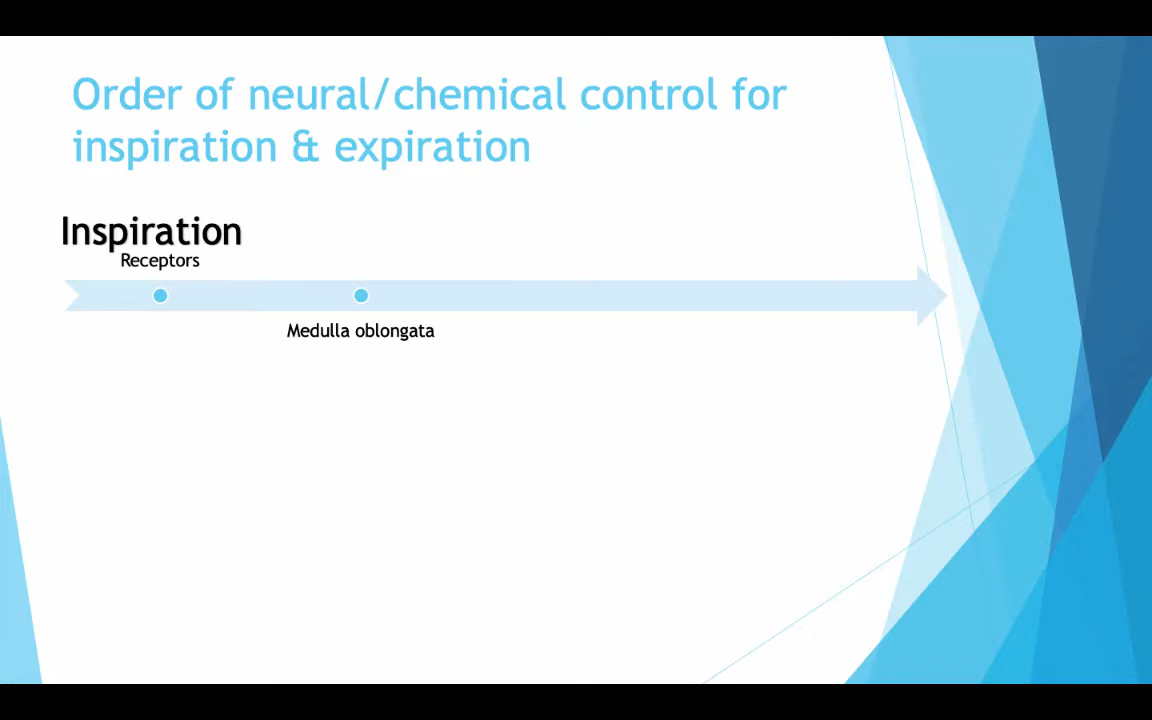 Order of neural/chemical control for
inspiration & expiration
Inspiration
Receptors
Medulla oblongata